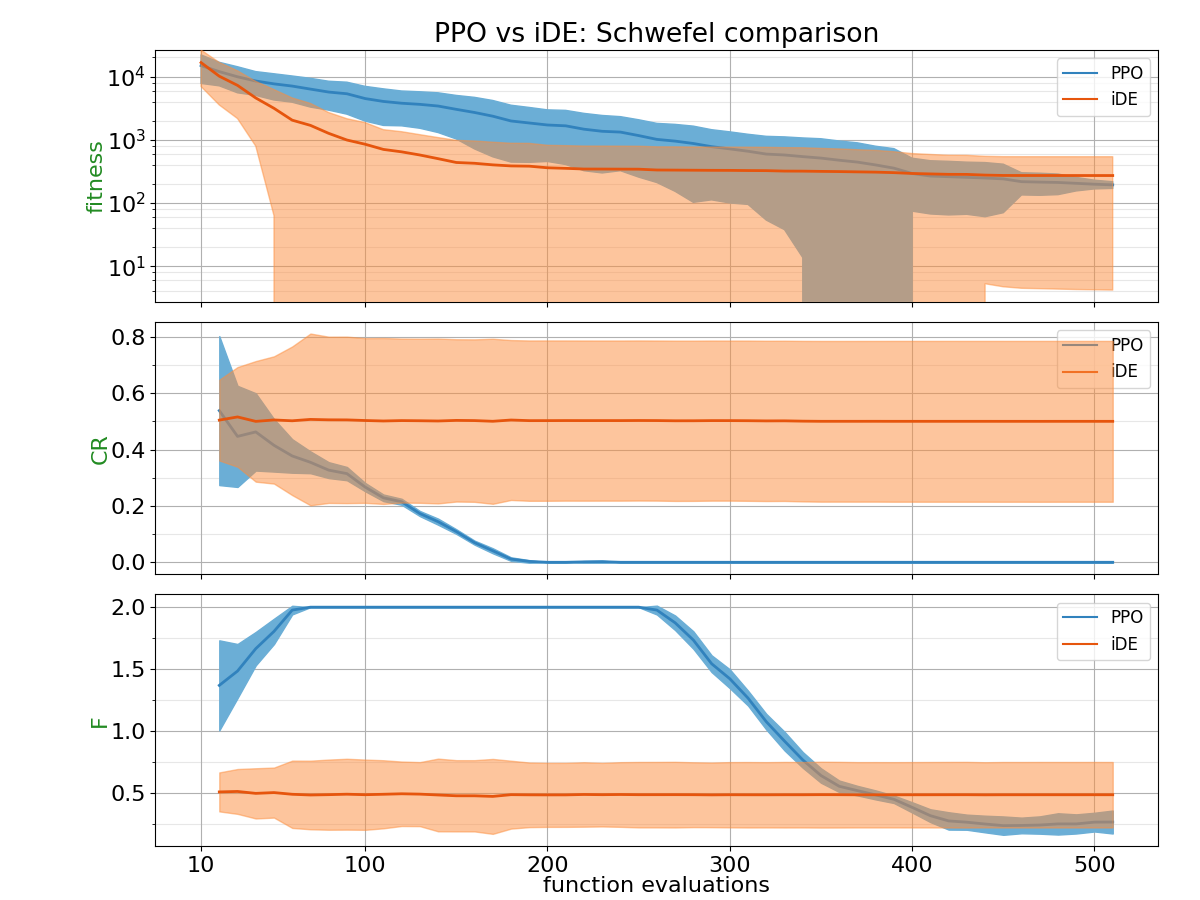 PPO vs iDE: Schwefel comparison
10⁴
10³
10²
10¹
fitness
PPO
iDE
0.8
0.6
0.4
0.2
0.0
CR
PPO
iDE
2.0
1.5
1.0
0.5
F
PPO
iDE
10 100 200 300 400 500
function evaluations